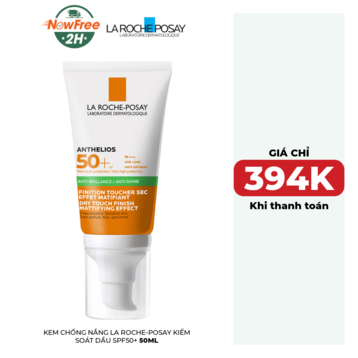 NowFree
2H
LA ROCHE-POSAY
LABORATOIRE DERMATOLOGIQUE
LA ROCHE-POSAY
LABORATOIRE DERMATOLOGIQUE
ANTHELIOS
50+
ANTI-BRILLANCE / ANTI-SHINE
FINITION TOUCHER SEC
EFFET MATIFIANT
DRY TOUCH FINISH
MATTIFYING EFFECT
GIÁ CHỈ
394K
Khi thanh toán
KEM CHỐNG NẮNG LA ROCHE-POSAY KIỂM
SOÁT DẦU SPF50+ 50ML